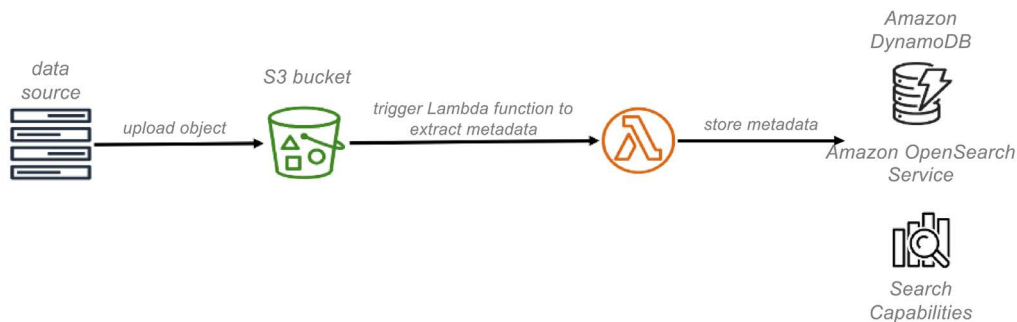 data
source
upload object
S3 bucket
trigger Lambda function to
extract metadata
store metadata
Amazon
DynamoDB
Amazon OpenSearch
Service
Search
Capabilities